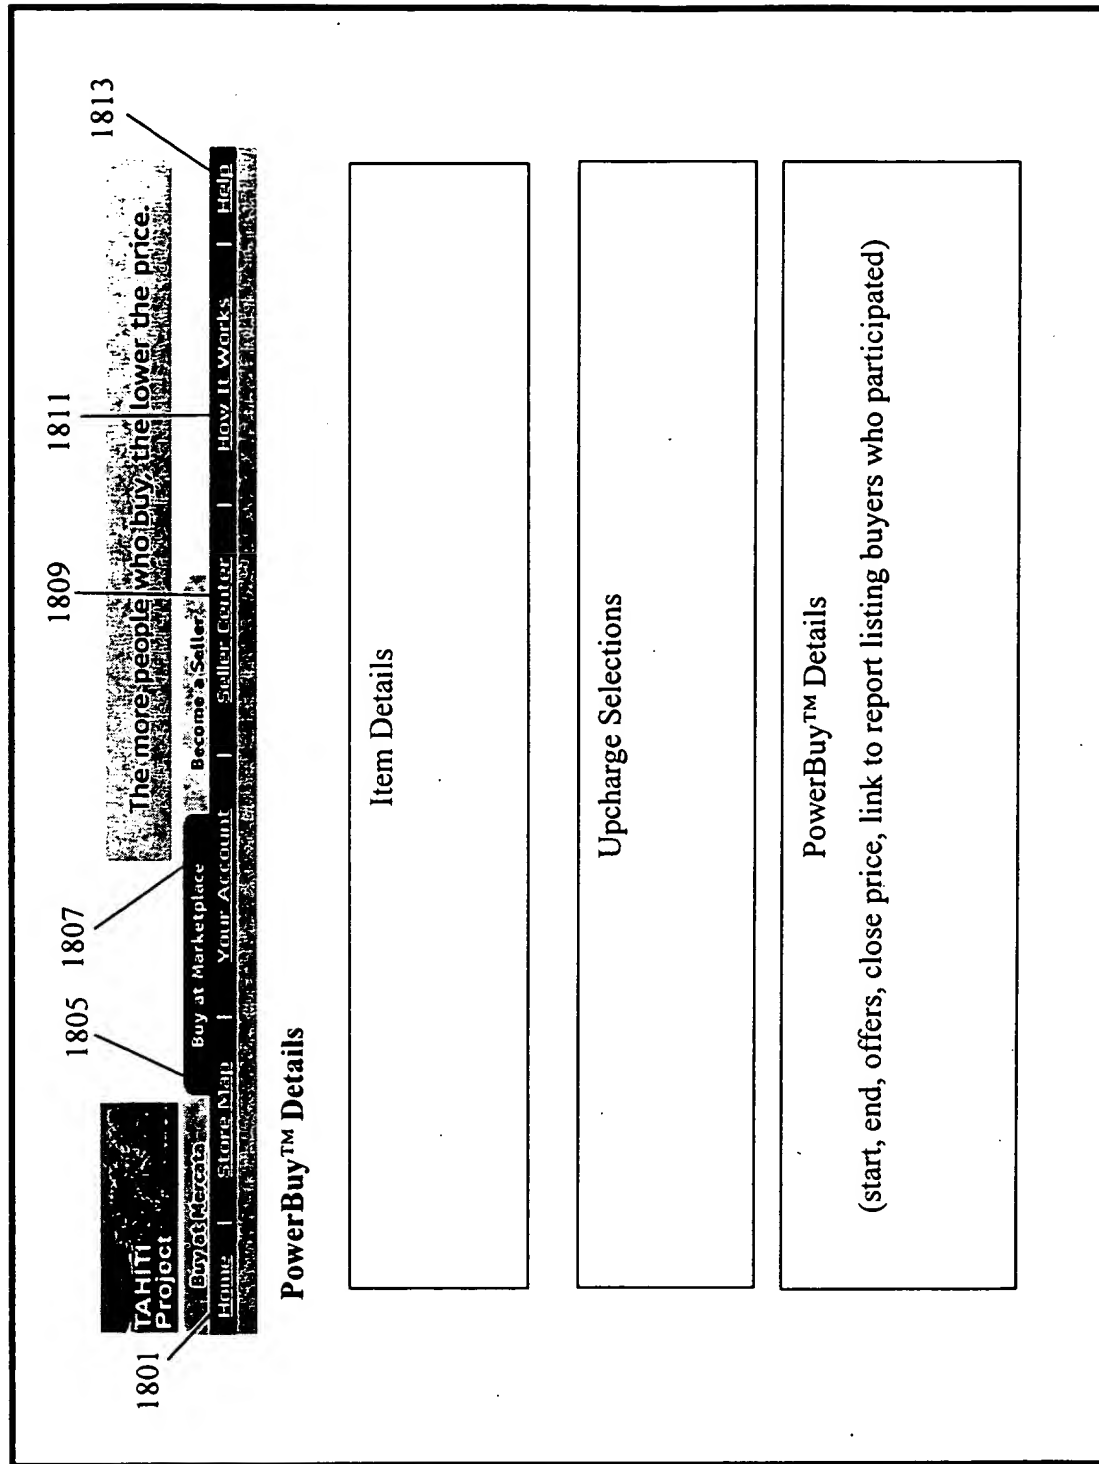 1801
1805
1807
1809
1811
1813
TAHITI
Project
The more people who buy, the lower the price.
Buy at Mercata
Buy at Marketplace
Become a Seller
Home | Store Map | Your Account | Seller Center | How It Works | Help
PowerBuy™ Details
Item Details
Upcharge Selections
PowerBuy™ Details
(start, end, offers, close price, link to report listing buyers who participated)